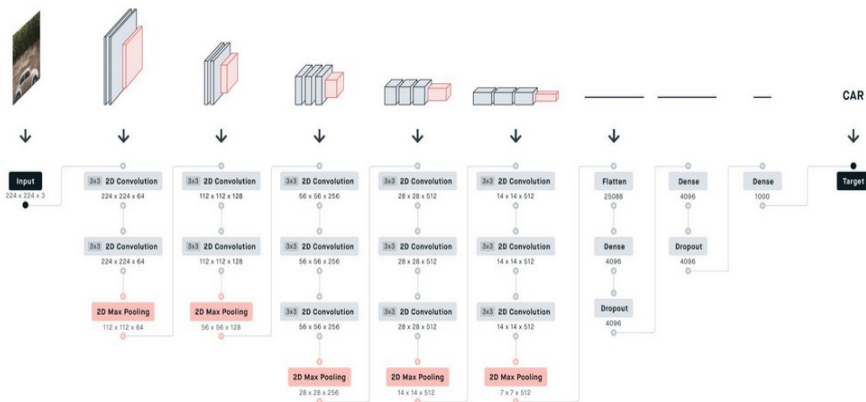 CAR
Input
224 x 224 x 3
3x3 2D Convolution
224 x 224 x 64
3x3 2D Convolution
224 x 224 x 64
2D Max Pooling
112 x 112 x 64
3x3 2D Convolution
112 x 112 x 128
3x3 2D Convolution
112 x 112 x 128
2D Max Pooling
56 x 56 x 128
3x3 2D Convolution
56 x 56 x 256
3x3 2D Convolution
56 x 56 x 256
3x3 2D Convolution
56 x 56 x 256
2D Max Pooling
28 x 28 x 256
3x3 2D Convolution
28 x 28 x 512
3x3 2D Convolution
28 x 28 x 512
3x3 2D Convolution
28 x 28 x 512
2D Max Pooling
14 x 14 x 512
3x3 2D Convolution
14 x 14 x 512
3x3 2D Convolution
14 x 14 x 512
3x3 2D Convolution
14 x 14 x 512
2D Max Pooling
7 x 7 x 512
Flatten
25088
Dense
4096
Dropout
4096
Dense
4096
Dropout
4096
Dense
1000
Target